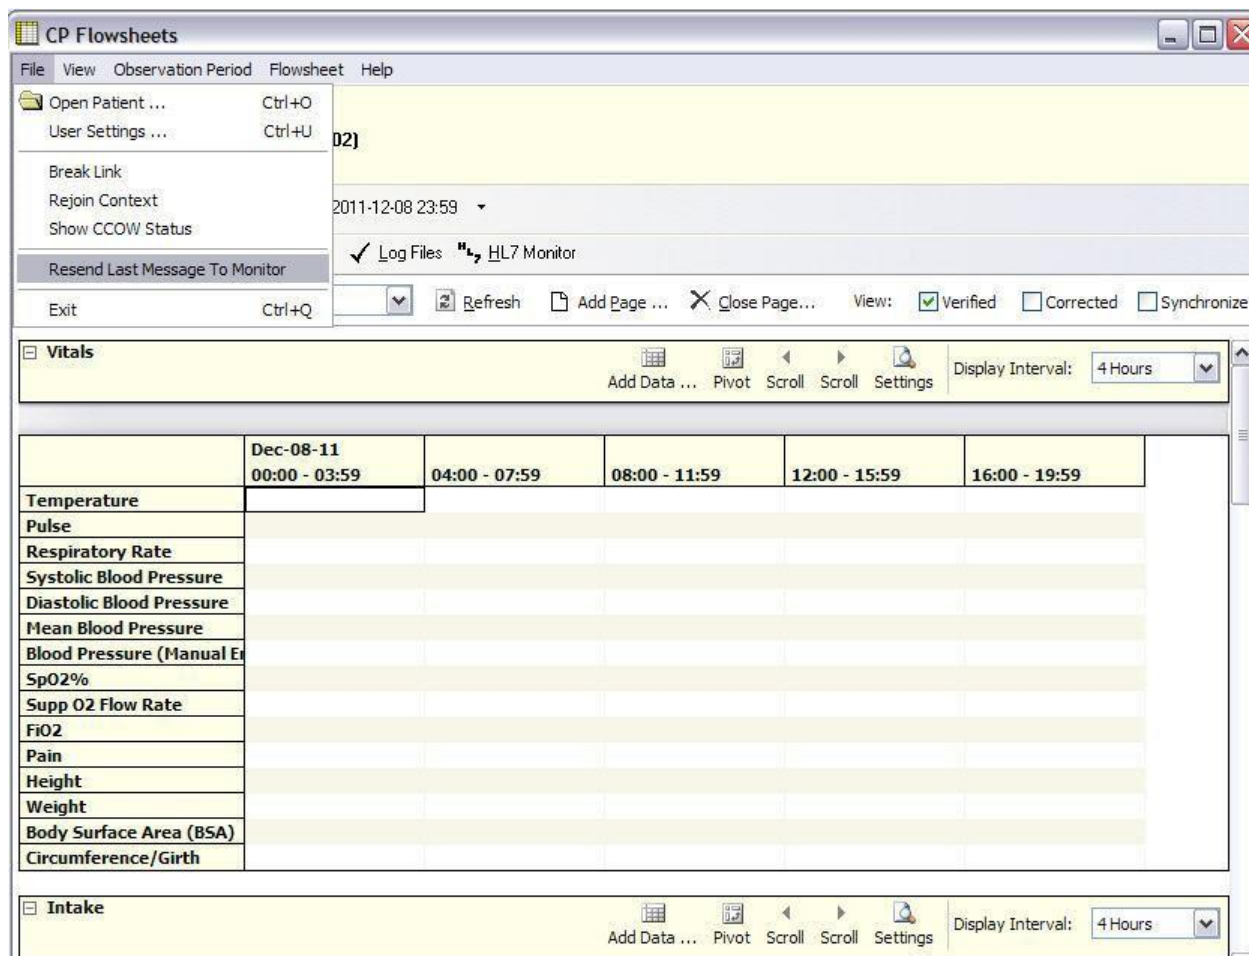 CP Flowsheets
File View Observation Period Flowsheet Help
Open Patient ... Ctrl+O
User Settings ... Ctrl+U
02)
Break Link
Rejoin Context
2011-12-08 23:59
Show CCOW Status
Log Files HL7 HL7 Monitor
Resend Last Message To Monitor
Exit Ctrl+Q
Refresh Add Page ... Close Page... View: Verified Corrected Synchronize
Vitals
Add Data ... Pivot Scroll Scroll Settings Display Interval: 4 Hours
Dec-08-11
00:00 - 03:59 04:00 - 07:59 08:00 - 11:59 12:00 - 15:59 16:00 - 19:59
Temperature
Pulse
Respiratory Rate
Systolic Blood Pressure
Diastolic Blood Pressure
Mean Blood Pressure
Blood Pressure (Manual En
SpO2%
Supp O2 Flow Rate
FiO2
Pain
Height
Weight
Body Surface Area (BSA)
Circumference/Girth
Intake
Add Data ... Pivot Scroll Scroll Settings Display Interval: 4 Hours